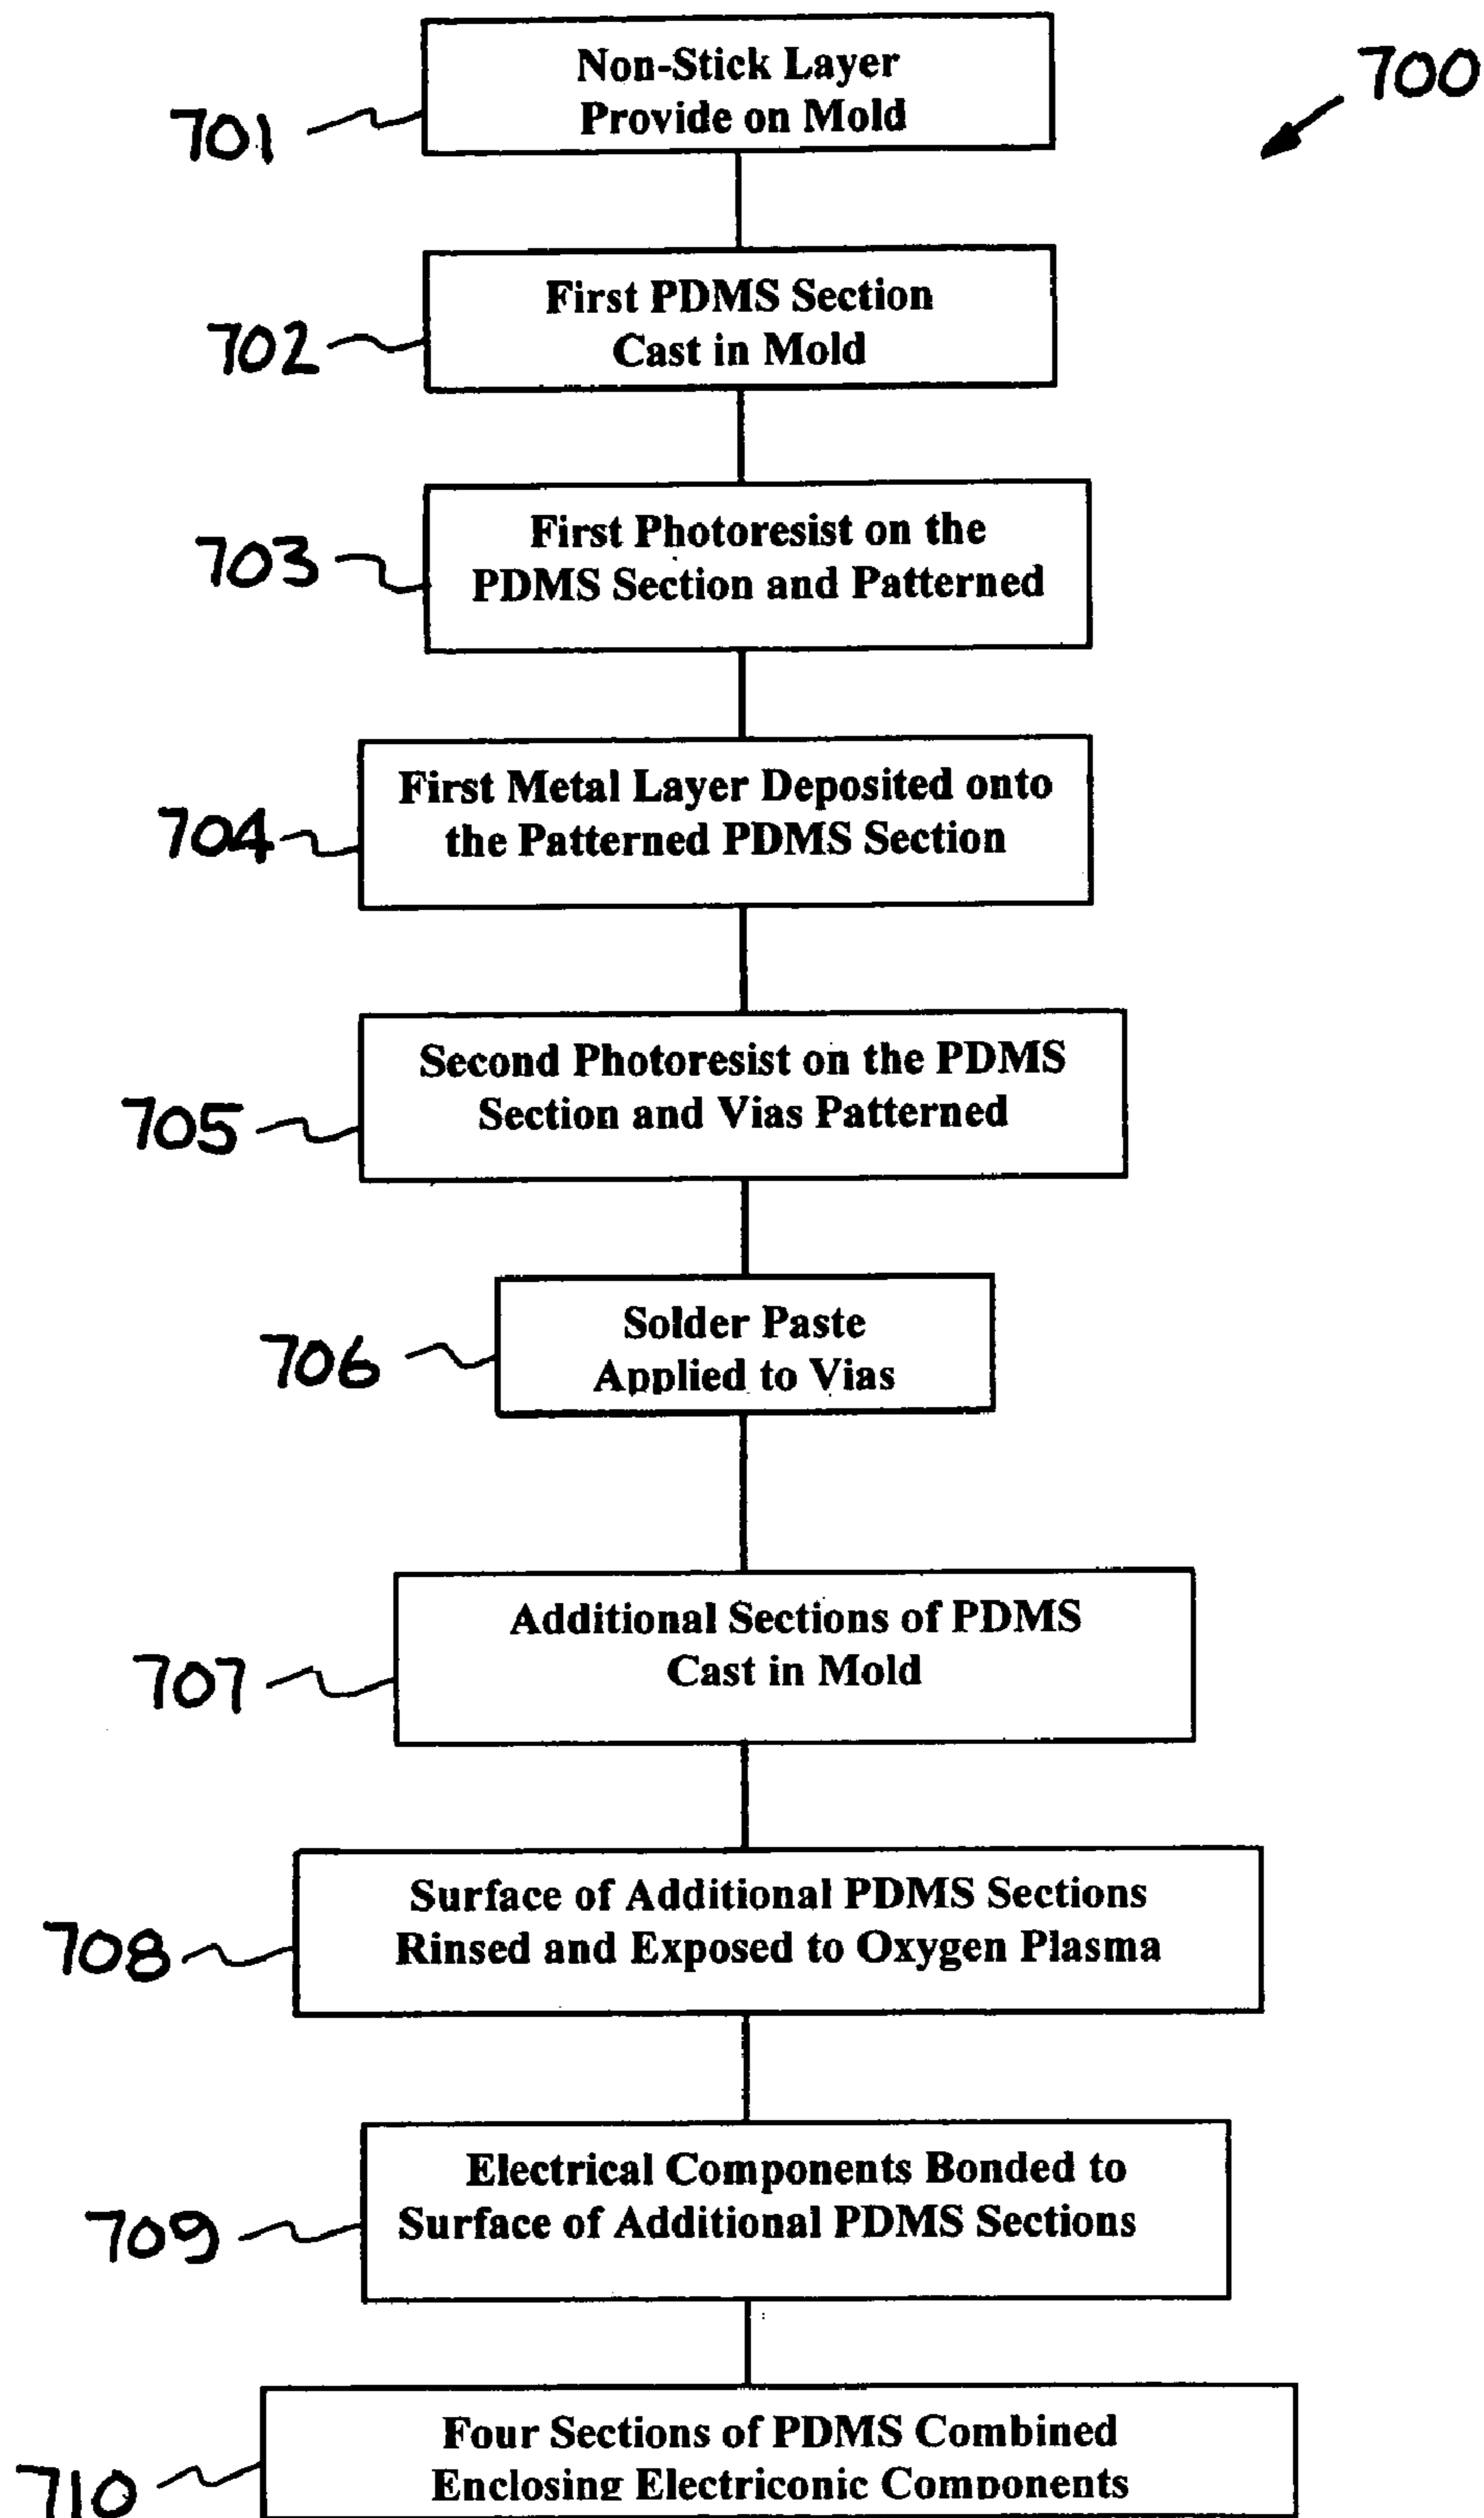 700
701
Non-Stick Layer
Provide on Mold
702
First PDMS Section
Cast in Mold
703
First Photoresist on the
PDMS Section and Patterned
704
First Metal Layer Deposited onto
the Patterned PDMS Section
705
Second Photoresist on the PDMS
Section and Vias Patterned
706
Solder Paste
Applied to Vias
707
Additional Sections of PDMS
Cast in Mold
708
Surface of Additional PDMS Sections
Rinsed and Exposed to Oxygen Plasma
709
Electrical Components Bonded to
Surface of Additional PDMS Sections
710
Four Sections of PDMS Combined
Enclosing Electriconic Components